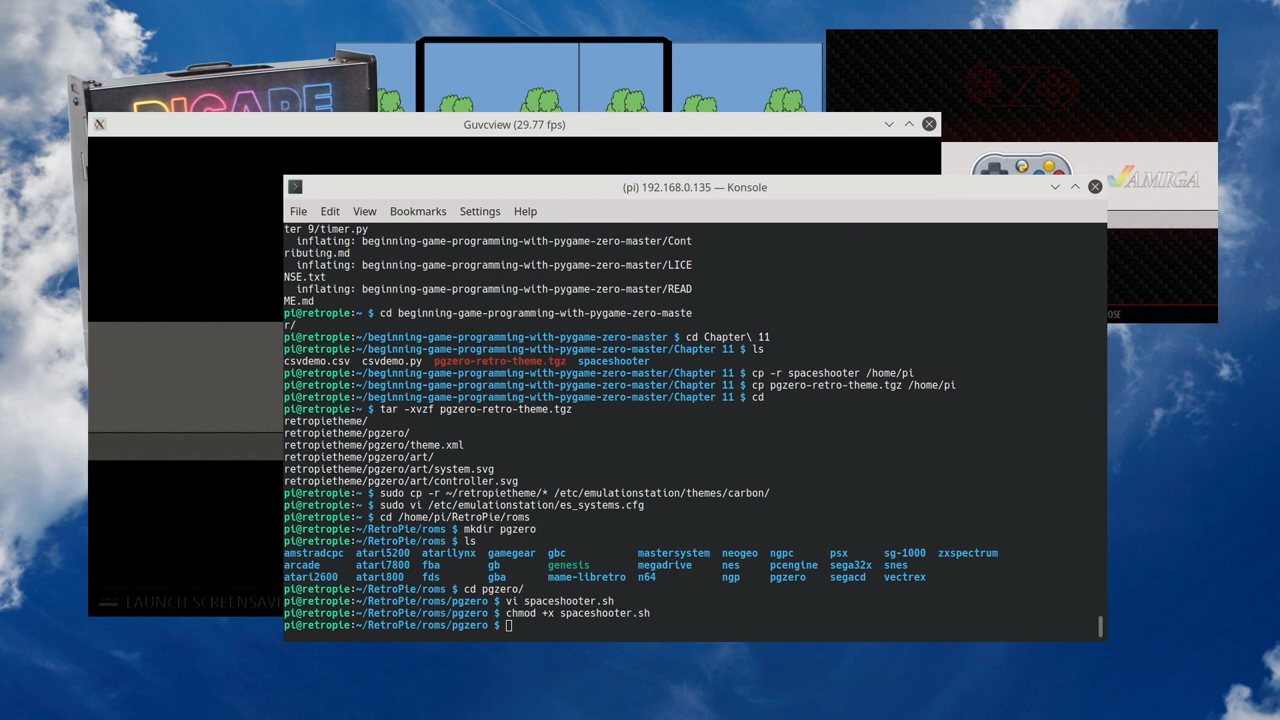 PICADE
Guvcview (29.77 fps)
AMIGA
(pi) 192.168.0.135 — Konsole
File Edit View Bookmarks Settings Help
ter 9/timer.py
  inflating: beginning-game-programming-with-pygame-zero-master/Cont
ributing.md
  inflating: beginning-game-programming-with-pygame-zero-master/LICE
NSE.txt
  inflating: beginning-game-programming-with-pygame-zero-master/READ
ME.md
pi@retropie:~ $ cd beginning-game-programming-with-pygame-zero-maste
r/
pi@retropie:~/beginning-game-programming-with-pygame-zero-master $ cd Chapter\ 11
pi@retropie:~/beginning-game-programming-with-pygame-zero-master/Chapter 11 $ ls
csvdemo.csv  csvdemo.py  pgzero-retro-theme.tgz  spaceshooter
pi@retropie:~/beginning-game-programming-with-pygame-zero-master/Chapter 11 $ cp -r spaceshooter /home/pi
pi@retropie:~/beginning-game-programming-with-pygame-zero-master/Chapter 11 $ cp pgzero-retro-theme.tgz /home/pi
pi@retropie:~/beginning-game-programming-with-pygame-zero-master/Chapter 11 $ cd
pi@retropie:~ $ tar -xvzf pgzero-retro-theme.tgz
retropietheme/
retropietheme/pgzero/
retropietheme/pgzero/theme.xml
retropietheme/pgzero/art/
retropietheme/pgzero/art/system.svg
retropietheme/pgzero/art/controller.svg
pi@retropie:~ $ sudo cp -r ~/retropietheme/* /etc/emulationstation/themes/carbon/
pi@retropie:~ $ sudo vi /etc/emulationstation/es_systems.cfg
pi@retropie:~ $ cd /home/pi/RetroPie/roms
pi@retropie:~/RetroPie/roms $ mkdir pgzero
pi@retropie:~/RetroPie/roms $ ls
amstradcpc  atari5200  atarilynx  gamegear  gbc           mastersystem  neogeo  ngpc      psx      sg-1000  zxspectrum
arcade      atari7800  fba        gb        genesis       megadrive     nes     pcengine  sega32x  snes
atari2600   atari800   fds        gba       mame-libretro  n64           ngp     pgzero    segacd   vectrex
pi@retropie:~/RetroPie/roms $ cd pgzero/
pi@retropie:~/RetroPie/roms/pgzero $ vi spaceshooter.sh
pi@retropie:~/RetroPie/roms/pgzero $ chmod +x spaceshooter.sh
pi@retropie:~/RetroPie/roms/pgzero $
LAUNCH SCREENSAV